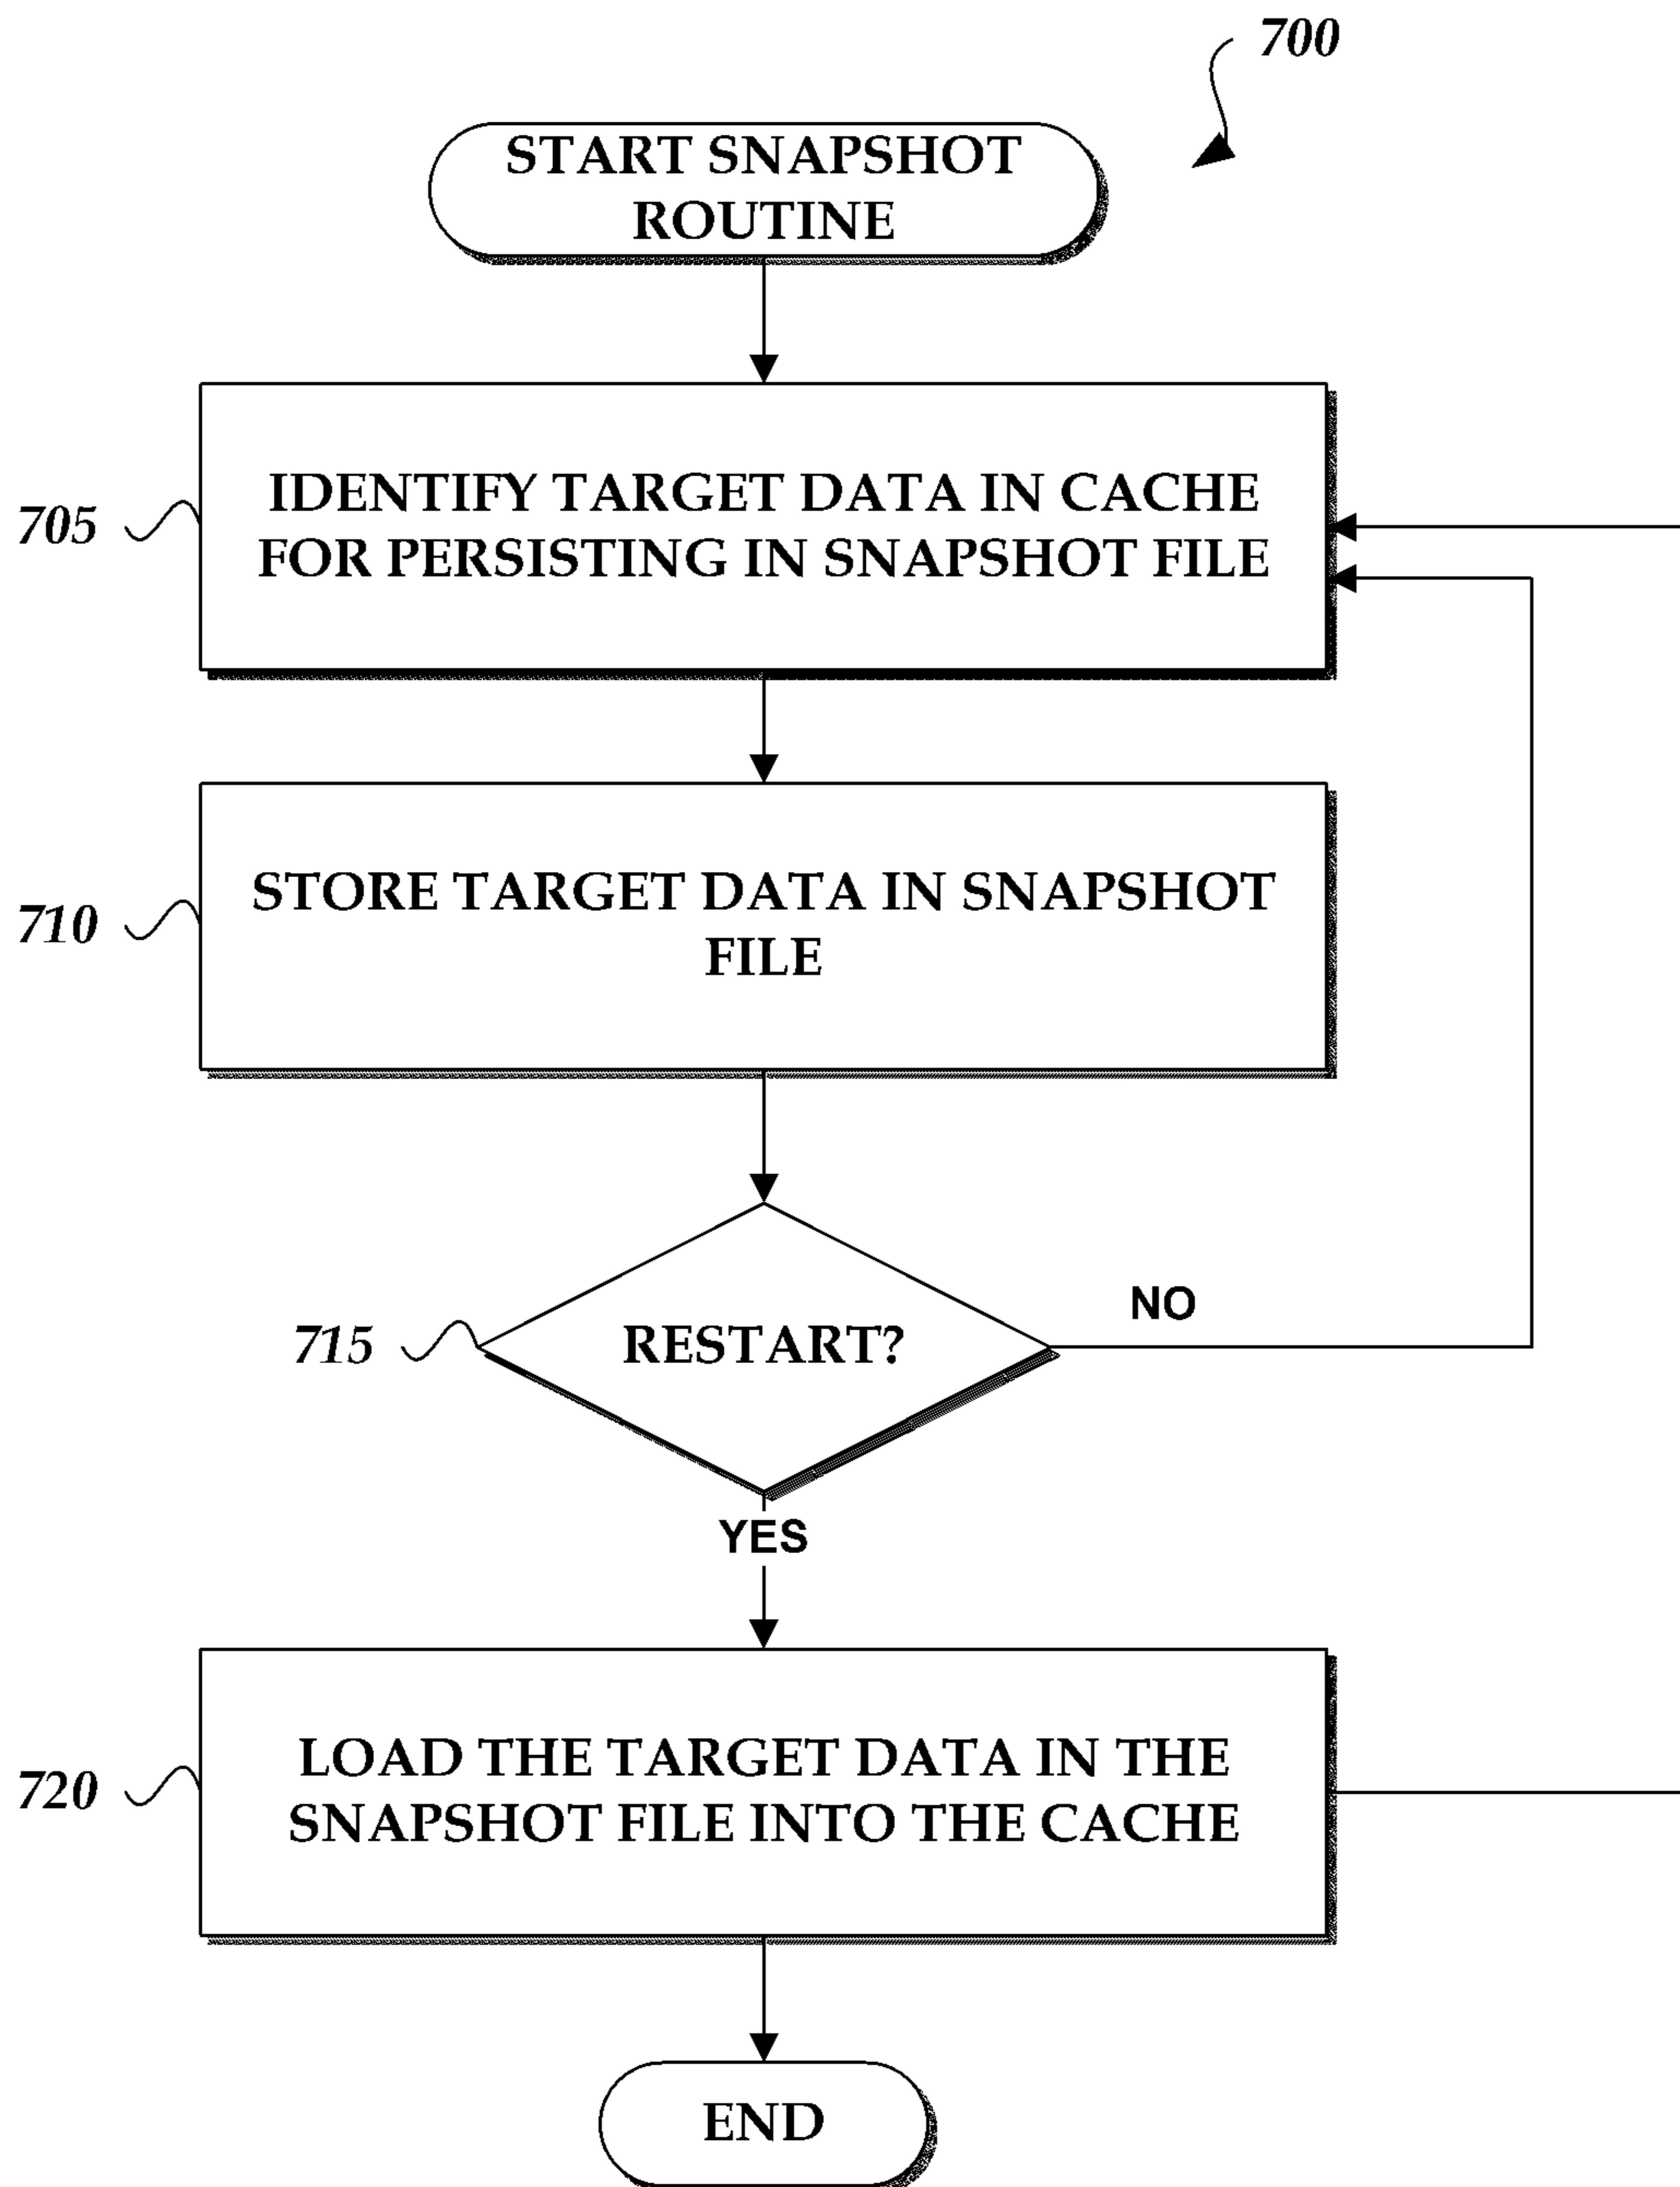 700
START SNAPSHOT
ROUTINE
705
IDENTIFY TARGET DATA IN CACHE
FOR PERSISTING IN SNAPSHOT FILE
710
STORE TARGET DATA IN SNAPSHOT
FILE
715
RESTART?
NO
YES
720
LOAD THE TARGET DATA IN THE
SNAPSHOT FILE INTO THE CACHE
END